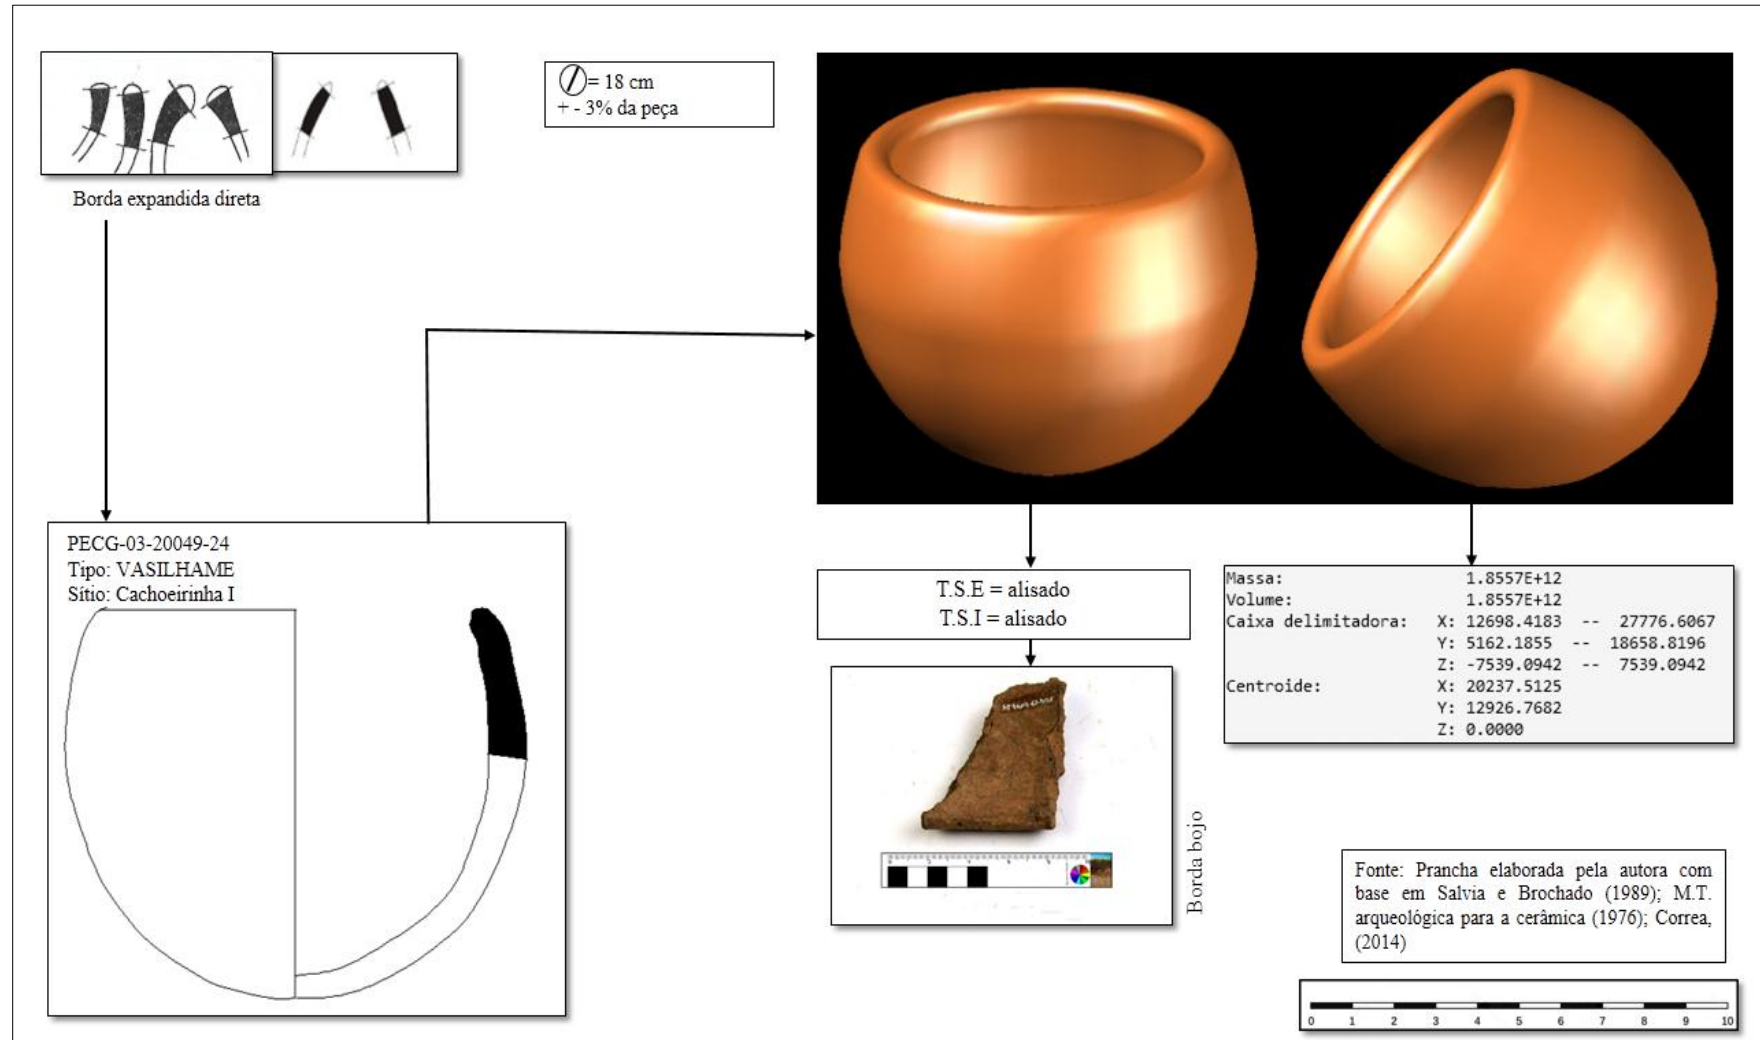 = 18 cm
+ - 3% da peça
Borda expandida direta
PECG-03-20049-24
Tipo: VASILHAME
Sítio: Cachoeirinha I
T.S.E = alisado
T.S.I = alisado
Massa: 1.8557E+12
Volume: 1.8557E+12
Caixa delimitadora: X: 12698.4183 -- 27776.6067
Y: 5162.1855 -- 18658.8196
Z: -7539.0942 -- 7539.0942
Centroide: X: 20237.5125
Y: 12926.7682
Z: 0.0000
Borda bojo
Fonte: Prancha elaborada pela autora com
base em Salvia e Brochado (1989); M.T.
arqueológica para a cerâmica (1976); Correa,
(2014)
0 1 2 3 4 5 6 7 8 9 10